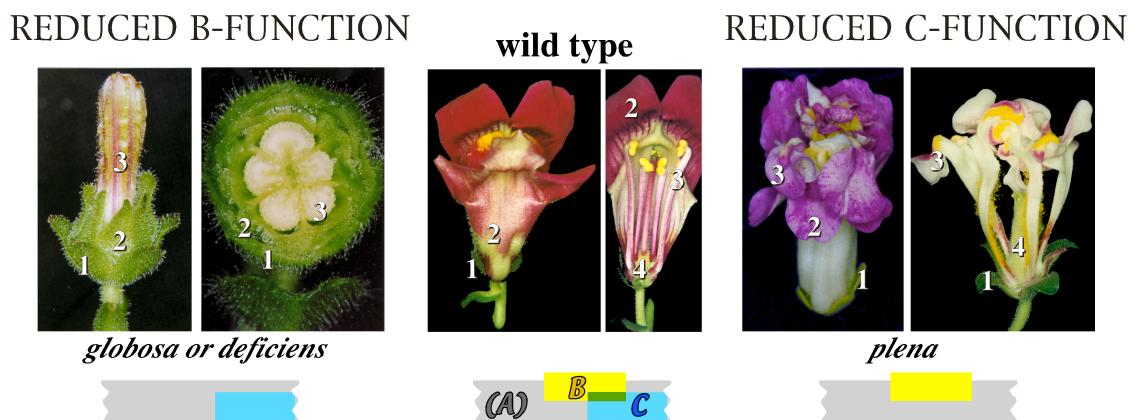 REDUCED B-FUNCTION
wild type
REDUCED C-FUNCTION
3
2
1
2
3
1
2
1
2
3
4
3
2
1
3
4
1
globosa or deficiens
plena
(A)
B
C